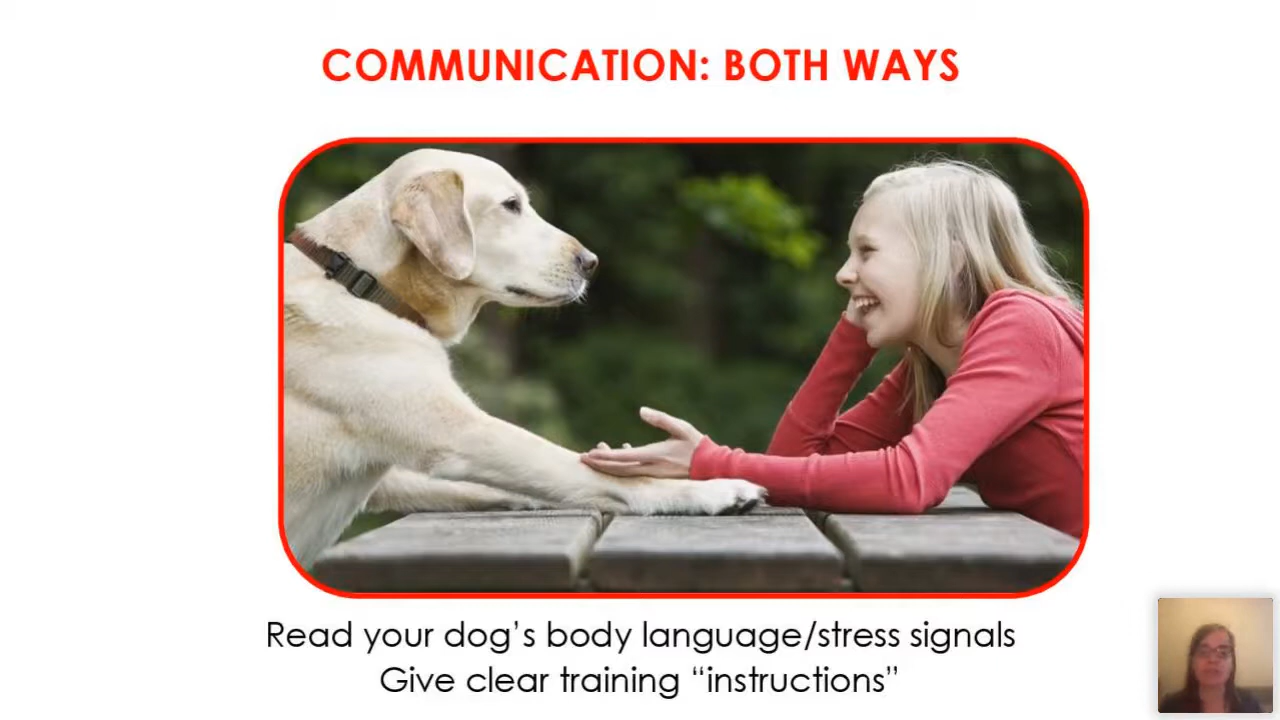 COMMUNICATION: BOTH WAYS
Read your dog’s body language/stress signals
Give clear training “instructions”